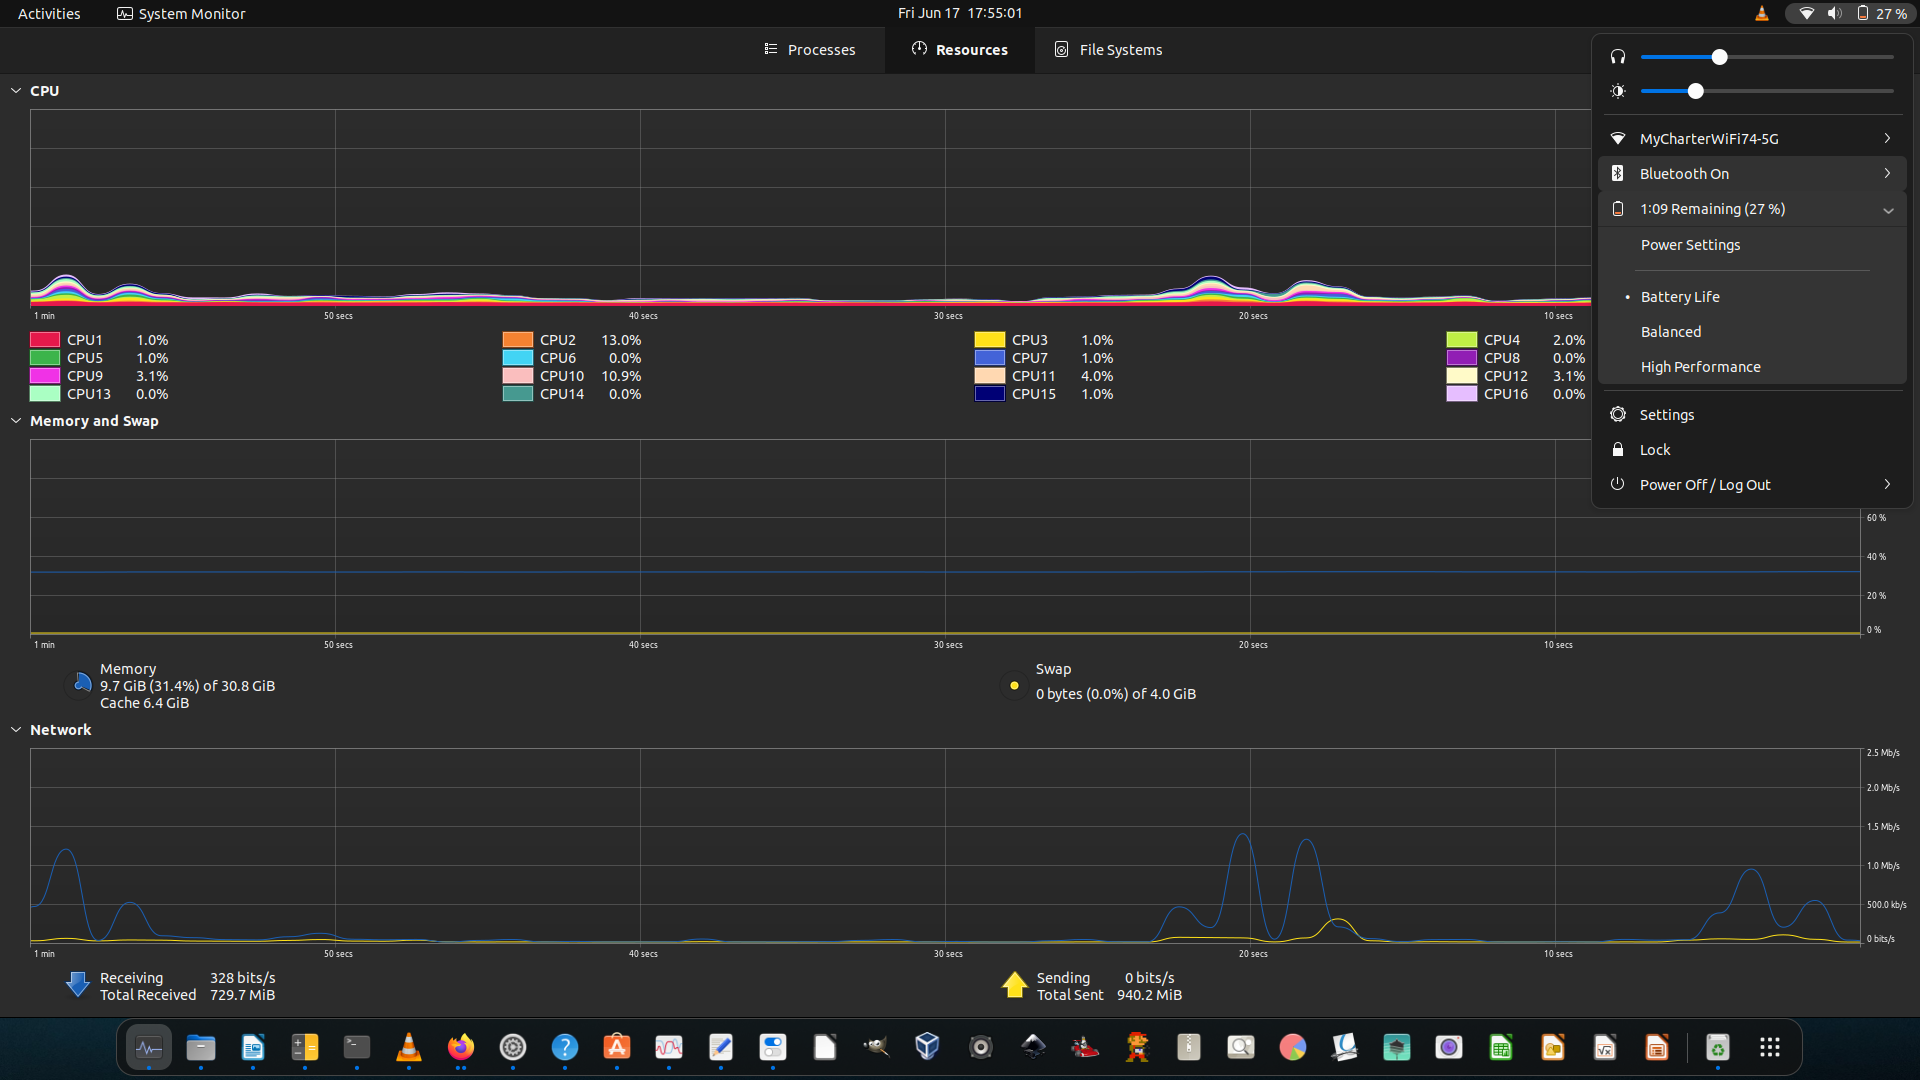 Activities
System Monitor
Fri Jun 17 17:55:01
27 %
Processes
Resources
File Systems
CPU
1 min
50 secs
40 secs
30 secs
20 secs
10 secs
CPU1 1.0%
CPU2 13.0%
CPU3 1.0%
CPU4 2.0%
CPU5 1.0%
CPU6 0.0%
CPU7 1.0%
CPU8 0.0%
CPU9 3.1%
CPU10 10.9%
CPU11 4.0%
CPU12 3.1%
CPU13 0.0%
CPU14 0.0%
CPU15 1.0%
CPU16 0.0%
MyCharterWiFi74-5G
Bluetooth On
1:09 Remaining (27 %)
Power Settings
• Battery Life
Balanced
High Performance
Settings
Lock
Power Off / Log Out
Memory and Swap
60 %
40 %
20 %
0 %
1 min
50 secs
40 secs
30 secs
20 secs
10 secs
Memory
9.7 GiB (31.4%) of 30.8 GiB
Cache 6.4 GiB
Swap
0 bytes (0.0%) of 4.0 GiB
Network
2.5 Mb/s
2.0 Mb/s
1.5 Mb/s
1.0 Mb/s
500.0 kb/s
0 bits/s
1 min
50 secs
40 secs
30 secs
20 secs
10 secs
Receiving 328 bits/s
Total Received 729.7 MiB
Sending 0 bits/s
Total Sent 940.2 MiB